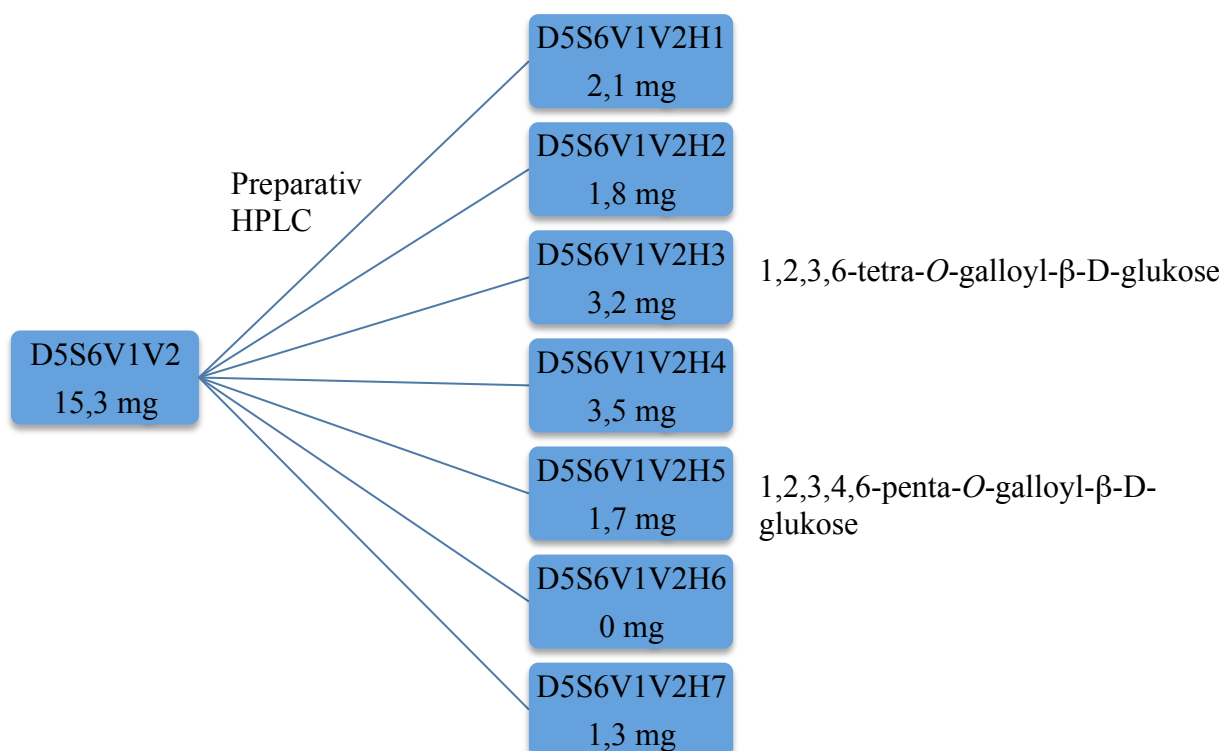 D5S6V1V2H1
2,1 mg
D5S6V1V2H2
1,8 mg
Preparativ
HPLC
D5S6V1V2H3
3,2 mg
1,2,3,6-tetra-O-galloyl-β-D-glukose
D5S6V1V2
15,3 mg
D5S6V1V2H4
3,5 mg
D5S6V1V2H5
1,7 mg
1,2,3,4,6-penta-O-galloyl-β-D-
glukose
D5S6V1V2H6
0 mg
D5S6V1V2H7
1,3 mg